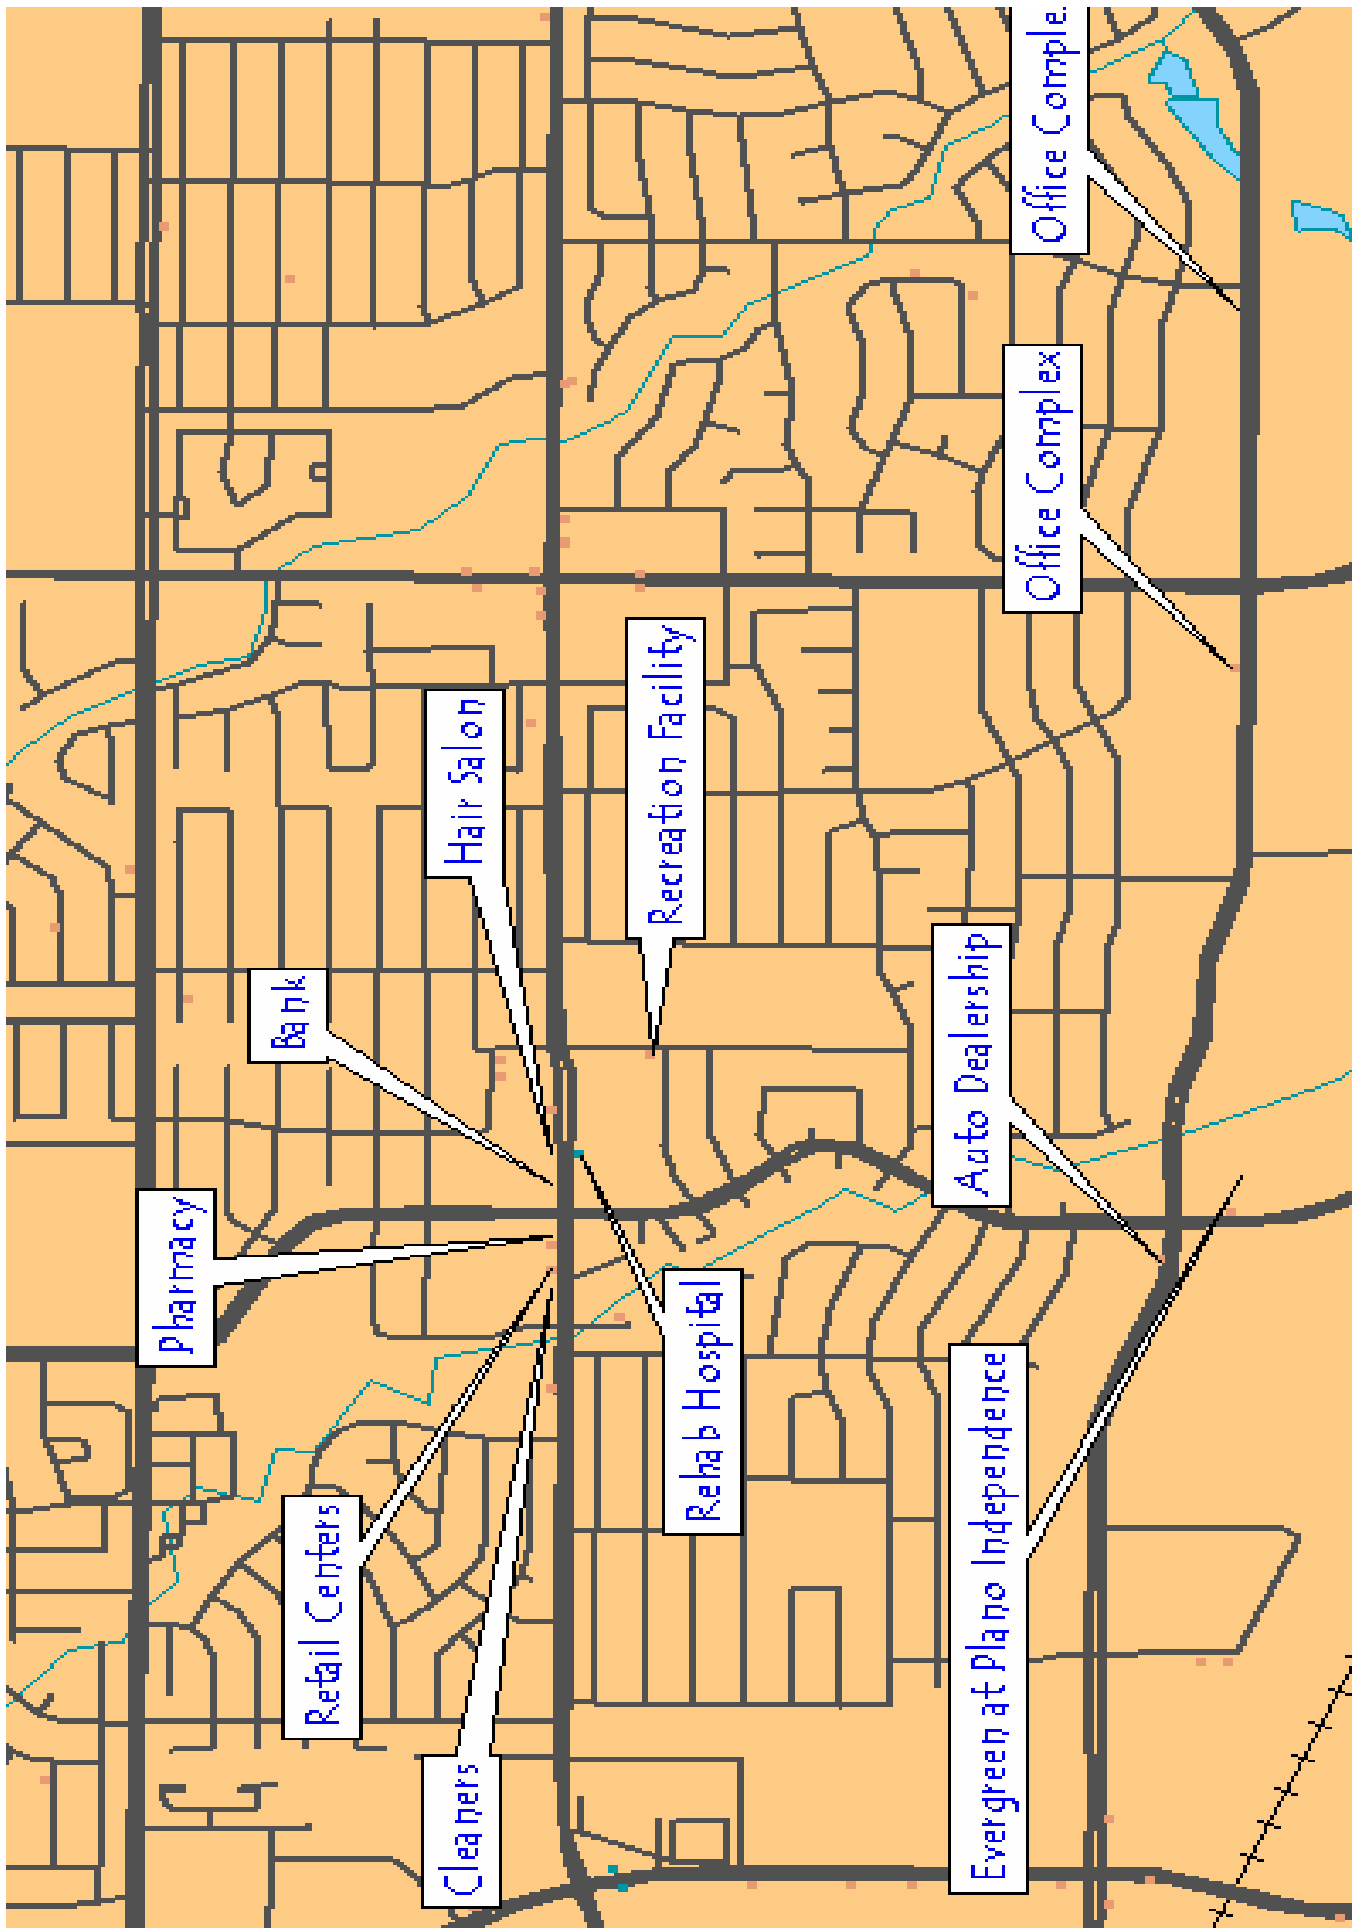 Pharmacy
Bank
Hair Salon
Retail Centers
Cleaners
Recreation Facility
Rehab Hospital
Auto Dealership
Evergreen at Plano Independence
Office Complex
Office Comple